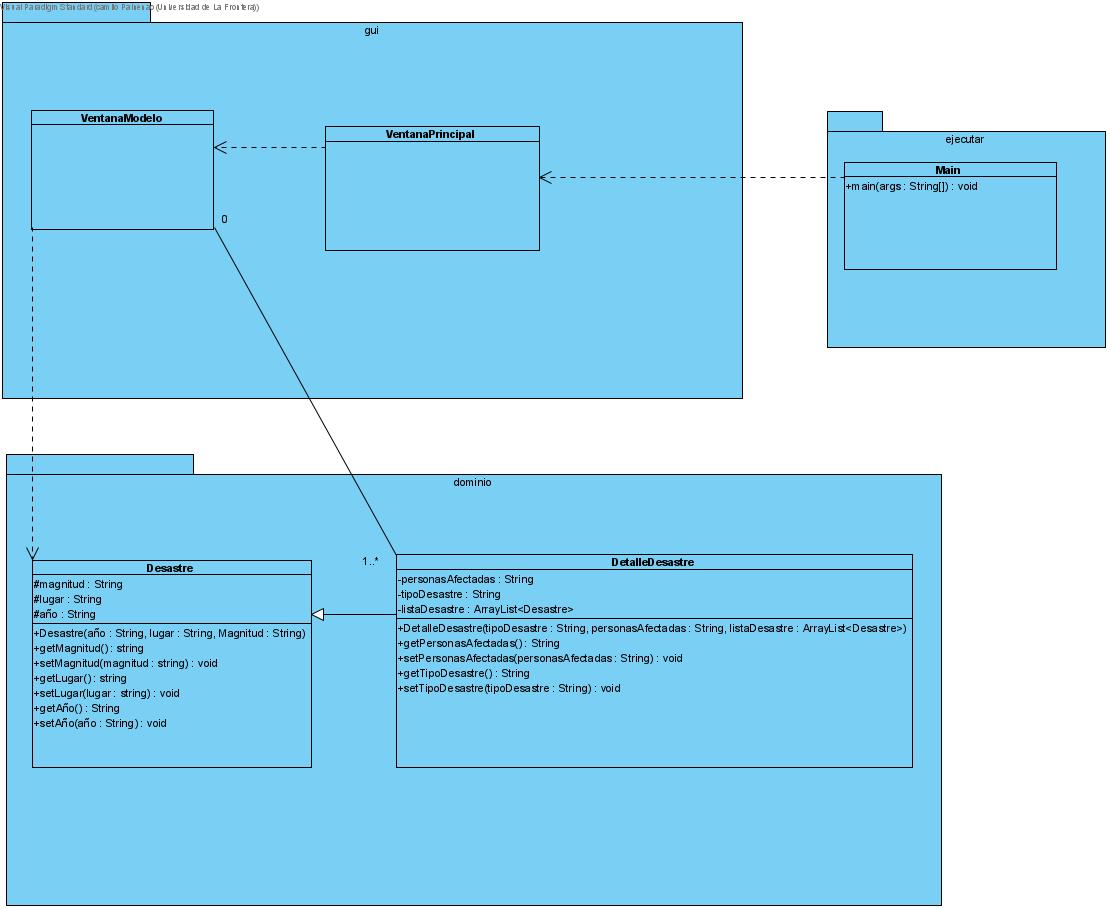 Visual Paradigm Standard (camilo Pailenao (Universidad de La Frontera))
gui
VentanaModelo
VentanaPrincipal
0
ejecutar
Main
+main(args : String[]) : void
dominio
1..*
Desastre
#magnitud : String
#lugar : String
#año : String
+Desastre(año : String, lugar : String, Magnitud : String)
+getMagnitud() : string
+setMagnitud(magnitud : string) : void
+getLugar() : string
+setLugar(lugar : string) : void
+getAño() : String
+setAño(año : String) : void
DetalleDesastre
-personasAfectadas : String
-tipoDesastre : String
-listaDesastre : ArrayList<Desastre>
+DetalleDesastre(tipoDesastre : String, personasAfectadas : String, listaDesastre : ArrayList<Desastre>)
+getPersonasAfectadas() : String
+setPersonasAfectadas(personasAfectadas : String) : void
+getTipoDesastre() : String
+setTipoDesastre(tipoDesastre : String) : void